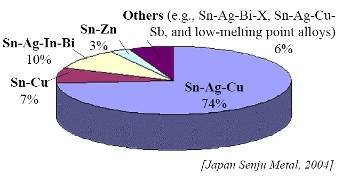 Others (e.g., Sn-Ag-Bi-X, Sn-Ag-Cu-
Sb, and low-melting point alloys)
6%
Sn-Zn
3%
Sn-Ag-In-Bi
10%
Sn-Cu
7%
Sn-Ag-Cu
74%
[Japan Senju Metal, 2004]